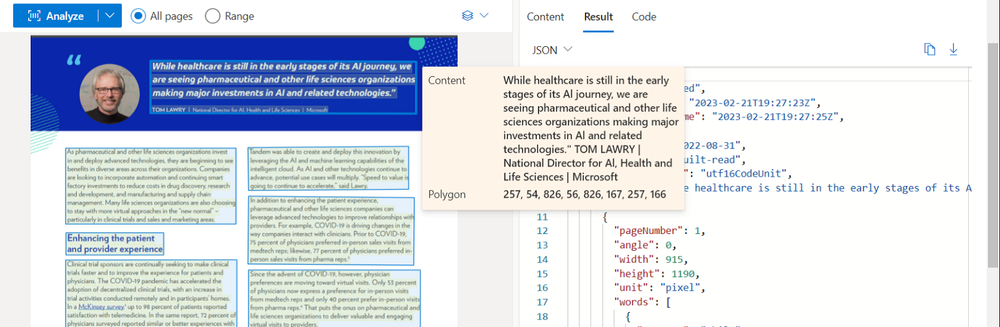 Analyze
All pages
Range
“
While healthcare is still in the early stages of its AI journey, we
are seeing pharmaceutical and other life sciences organizations
making major investments in AI and related technologies.”
TOM LAWRY | National Director for AI, Health and Life Sciences | Microsoft
As pharmaceutical and other life sciences organizations invest
in and deploy advanced technologies, they are beginning to see
benefits in diverse areas across their organizations. Companies
are looking to incorporate automation and continuing smart
factory investments to reduce costs in drug discovery, research
and development, and manufacturing and supply chain
management. Many life sciences organizations are also choosing
to stay with more virtual approaches in the “new normal” –
particularly in clinical trials and sales and marketing areas.
Enhancing the patient
and provider experience
Clinical trial sponsors are continually seeking to make clinical
trials faster and to improve the experience for patients and
physicians. The COVID-19 pandemic has accelerated the
adoption of decentralized clinical trials, with an increase in
trial activities conducted remotely and in participants' homes.
In a McKinsey survey,¹ up to 98 percent of patients reported
satisfaction with telemedicine. In the same report, 72 percent of
physicians surveyed reported similar or better experiences with
Tandem was able to create and deploy this innovation by
leveraging the AI and machine learning capabilities of the
intelligent cloud. As AI and other technologies continue to
advance, potential use cases will multiply. “Speed to value is
going to continue to accelerate,” said Lawry.
In addition to enhancing the patient experience,
pharmaceutical and other life sciences companies can
leverage advanced technologies to improve relationships with
providers. For example, COVID-19 is driving changes in the
way companies interact with clinicians. Prior to COVID-19,
75 percent of physicians preferred in-person sales visits from
medtech reps; likewise, 77 percent of physicians preferred in-
person sales visits from pharma reps.
Since the advent of COVID-19, however, physician
preferences are moving toward virtual visits. Only 53 percent
of physicians now express a preference for in-person visits
from medtech reps and only 40 percent prefer in-person visits
from pharma reps.⁴ That puts the onus on pharmaceutical and
life sciences organizations to deliver valuable and engaging
virtual visits to providers.
Content
While healthcare is still in the early
stages of its AI journey, we are
seeing pharmaceutical and other life
sciences organizations making major
investments in AI and related
technologies." TOM LAWRY |
National Director for AI, Health and
Life Sciences | Microsoft
Polygon
257, 54, 826, 56, 826, 167, 257, 166
Content
Result
Code
JSON
ed",
"2023-02-21T19:27:23Z",
me": "2023-02-21T19:27:25Z",
022-08-31",
uilt-read",
": "utf16CodeUnit",
e healthcare is still in the early stages of its A
11 {
12 "pageNumber": 1,
13 "angle": 0,
14 "width": 915,
15 "height": 1190,
16 "unit": "pixel",
17 "words": [
18 {